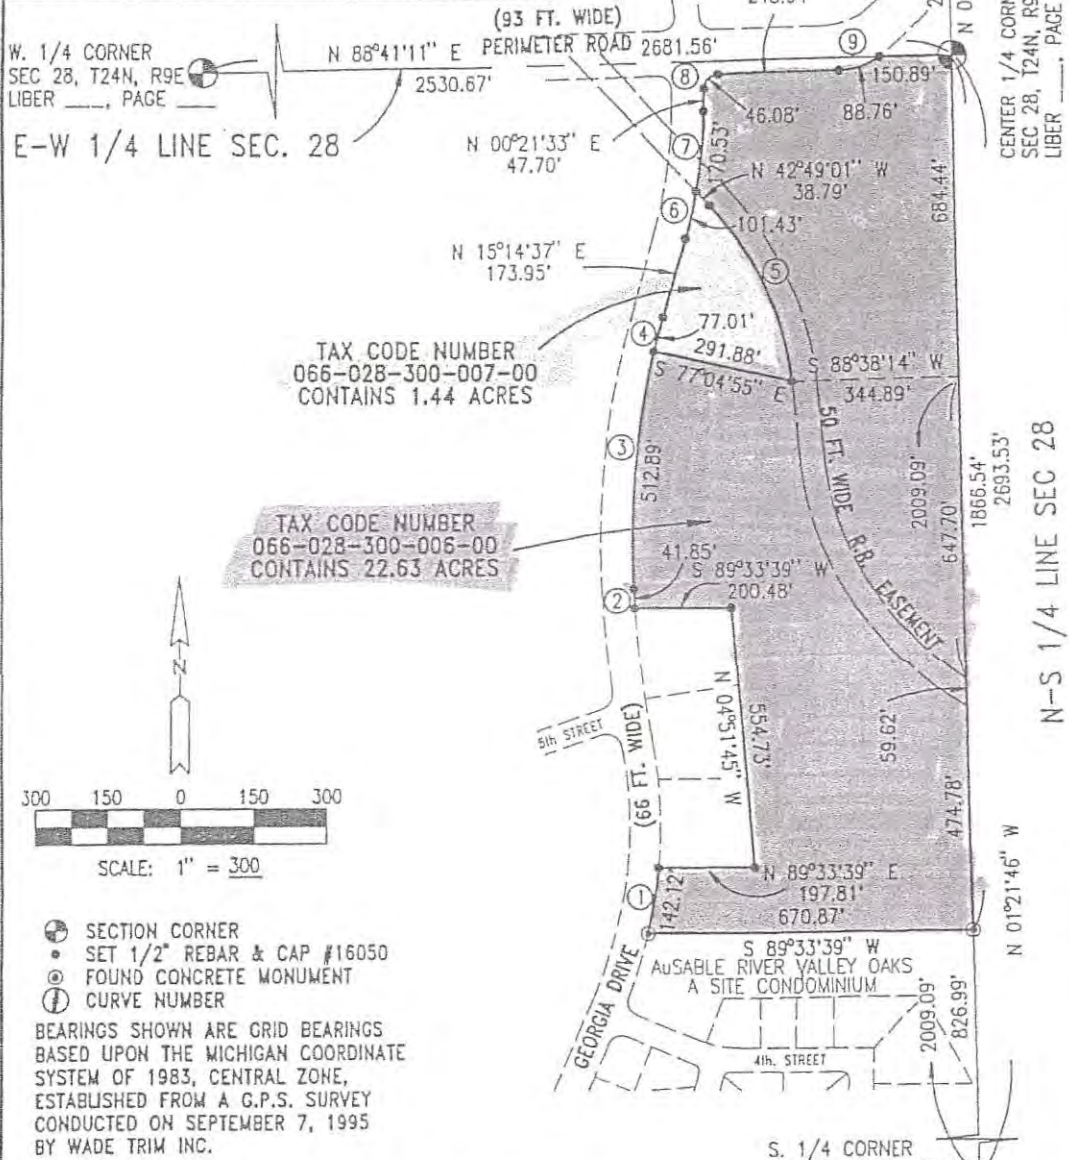 (93 FT. WIDE)
W. 1/4 CORNER
SEC 28, T24N, R9E
LIBER ___, PAGE ___
N 88°41'11" E
2530.67'
PERIMETER ROAD 2681.56'
E-W 1/4 LINE SEC. 28
9
150.89'
88.76'
46.08'
8
N 00°21'33" E
47.70'
7
170.53'
N 42°49'01" W
38.79'
6
101.43'
N 15°14'37" E
173.95'
5
4
77.01'
291.88'
S 77°04'55" E
S 88°38'14" W
344.89'
CENTER 1/4 CORN
SEC 28, T24N, R9
LIBER ___, PAGE
684.44'
TAX CODE NUMBER
066-028-300-007-00
CONTAINS 1.44 ACRES
3
512.89'
50 FT. WIDE R.R. EASEMENT
2009.09'
647.70'
1866.54'
2693.53'
N-S 1/4 LINE SEC 28
TAX CODE NUMBER
066-028-300-006-00
CONTAINS 22.63 ACRES
41.85'
S 89°33'39" W
200.48'
2
N
5th STREET
(66 FT. WIDE)
N 04°51'45" W
554.73'
59.62'
474.78'
300 150 0 150 300
SCALE: 1" = 300
1
142.12'
N 89°33'39" E
197.81'
670.87'
S 89°33'39" W
N 01°21'46" W
SECTION CORNER
SET 1/2" REBAR & CAP #16050
FOUND CONCRETE MONUMENT
CURVE NUMBER
GEORGIA DRIVE
AuSABLE RIVER VALLEY OAKS
A SITE CONDOMINIUM
4th. STREET
2009.09'
826.99'
BEARINGS SHOWN ARE GRID BEARINGS
BASED UPON THE MICHIGAN COORDINATE
SYSTEM OF 1983, CENTRAL ZONE,
ESTABLISHED FROM A G.P.S. SURVEY
CONDUCTED ON SEPTEMBER 7, 1995
BY WADE TRIM INC.
S. 1/4 CORNER